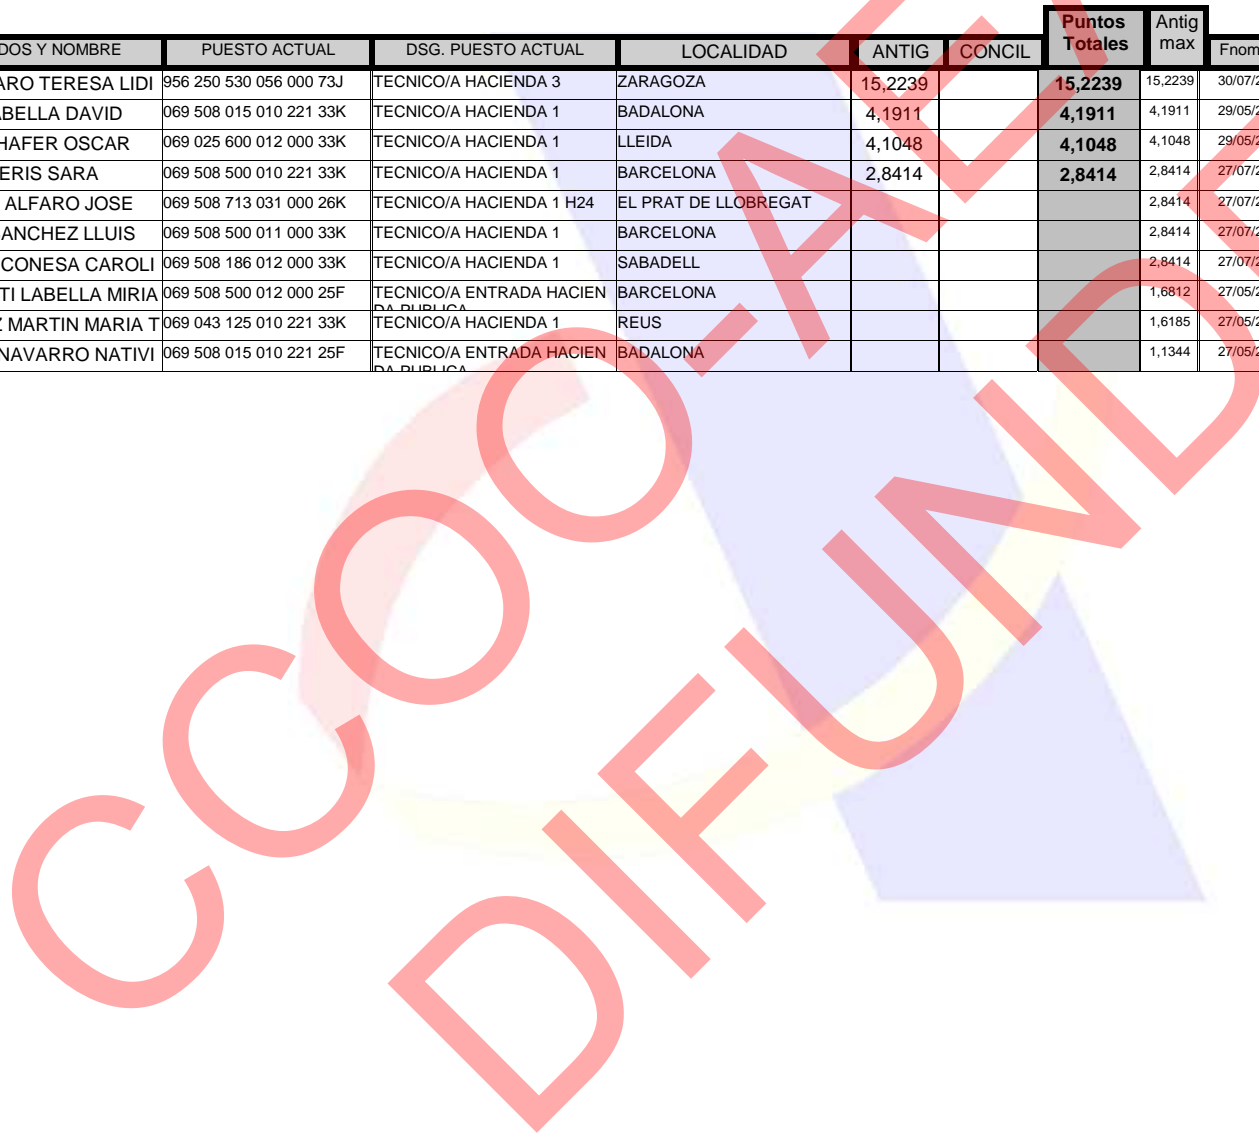 Puntos Totales Antig max
DOS Y NOMBRE PUESTO ACTUAL DSG. PUESTO ACTUAL LOCALIDAD ANTIG CONCIL Fnom
ARO TERESA LIDI 956 250 530 056 000 73J TECNICO/A HACIENDA 3 ZARAGOZA 15,2239 15,2239 15,2239 30/07/2
ABELLA DAVID 069 508 015 010 221 33K TECNICO/A HACIENDA 1 BADALONA 4,1911 4,1911 4,1911 29/05/2
HAFER OSCAR 069 025 600 012 000 33K TECNICO/A HACIENDA 1 LLEIDA 4,1048 4,1048 4,1048 29/05/2
ERIS SARA 069 508 500 010 221 33K TECNICO/A HACIENDA 1 BARCELONA 2,8414 2,8414 2,8414 27/07/2
ALFARO JOSE 069 508 713 031 000 26K TECNICO/A HACIENDA 1 H24 EL PRAT DE LLOBREGAT 2,8414 27/07/2
ANCHEZ LLUIS 069 508 500 011 000 33K TECNICO/A HACIENDA 1 BARCELONA 2,8414 27/07/2
CONESA CAROLI 069 508 186 012 000 33K TECNICO/A HACIENDA 1 SABADELL 2,8414 27/07/2
TI LABELLA MIRIA 069 508 500 012 000 25F TECNICO/A ENTRADA HACIEN BARCELONA 1,6812 27/05/2
DA PUBLICA
Z MARTIN MARIA T 069 043 125 010 221 33K TECNICO/A HACIENDA 1 REUS 1,6185 27/05/2
NAVARRO NATIVI 069 508 015 010 221 25F TECNICO/A ENTRADA HACIEN BADALONA 1,1344 27/05/2
DA PUBLICA
CCOO-AE
DIFUND